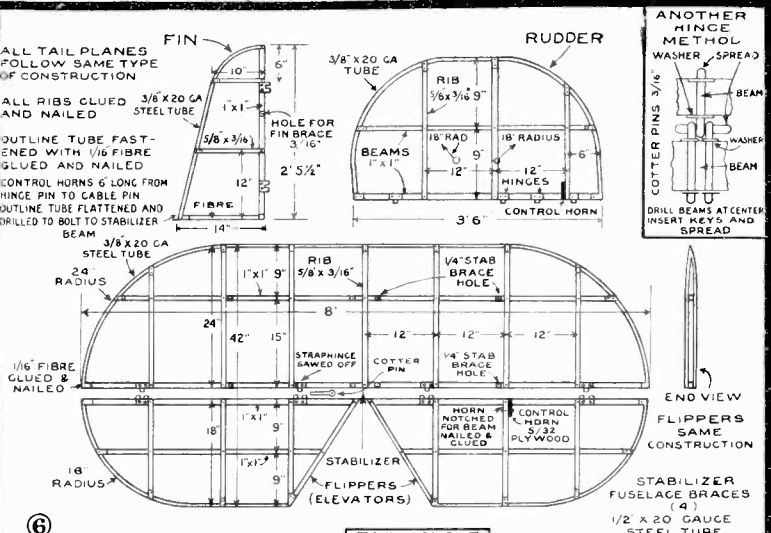 FIN
RUDDER
ANOTHER
HINGE
METHOD
WASHER
SPREAD
BEAM
WASHER
BEAM
COTTER PINS 3/16"
DRILL BEAMS AT CENTER
INSERT KEYS AND
SPREAD
ALL TAIL PLANES
FOLLOW SAME TYPE
OF CONSTRUCTION
ALL RIBS GLUED
AND NAILED
OUTLINE TUBE FAST-
ENED WITH 1/16 FIBRE
GLUED AND NAILED
CONTROL HORNS 6" LONG FROM
HINGE PIN TO CABLE PIN
OUTLINE TUBE FLATTENED AND
DRILLED TO BOLT TO STABILIZER
BEAM
10"
6"
3/8" X 20 GA
STEEL TUBE
1"X1"
HOLE FOR
FIN BRACE
3/16"
5/8" X 3/16"
2' 5½"
12"
FIBRE
14"
3/8" X 20 GA
TUBE
RIB
5/8 X 3/16"
9"
18"RAD
18" RADIUS
BEAMS
1"X1"
9"
12"
12"
6"
HINGES
CONTROL HORN
3' 6"
3/8" X 20 GA
STEEL TUBE
24"
RADIUS
1"X1"
9"
RIB
5/8" X 3/16"
1/4" STAB
BRACE
HOLE
8'
24"
42"
15"
12"
12"
12"
1/16" FIBRE
GLUED &
NAILED
STRAPHINGE
SAWED OFF
COTTER
PIN
1/4" STAB
BRACE
HOLE
18"
1"X1"
9"
1"X1"
9"
18"
RADIUS
HORN
NOTCHED
FOR BEAM
NAILED &
GLUED
CONTROL
HORN
5/32
PLYWOOD
STABILIZER
FLIPPERS
(ELEVATORS)
END VIEW
FLIPPERS
SAME
CONSTRUCTION
STABILIZER
FUSELAGE BRACES
(4)
1/2" X 20 GAUGE
STEEL TUBE
6